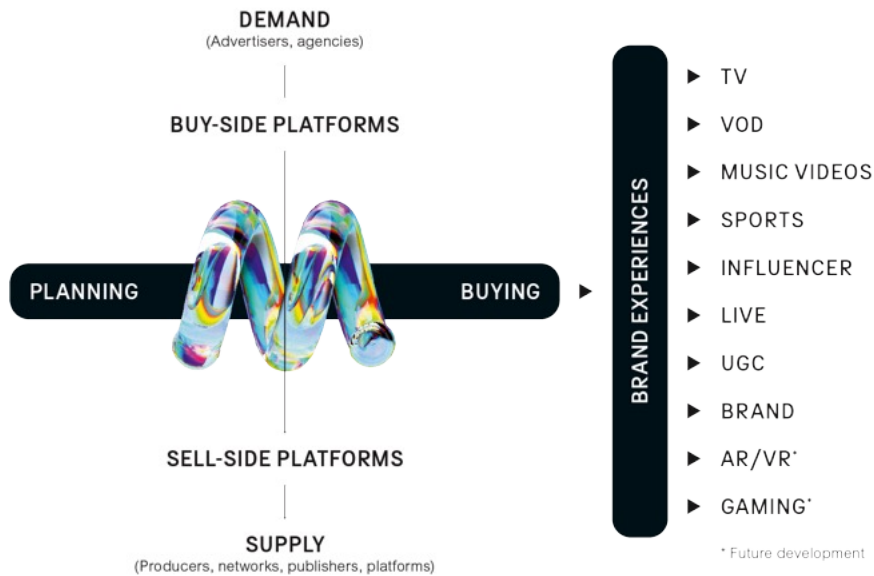 DEMAND
(Advertisers, agencies)
BUY-SIDE PLATFORMS
PLANNING
BUYING
SELL-SIDE PLATFORMS
SUPPLY
(Producers, networks, publishers, platforms)
BRAND EXPERIENCES
TV
VOD
MUSIC VIDEOS
SPORTS
INFLUENCER
LIVE
UGC
BRAND
AR/VR*
GAMING*
* Future development